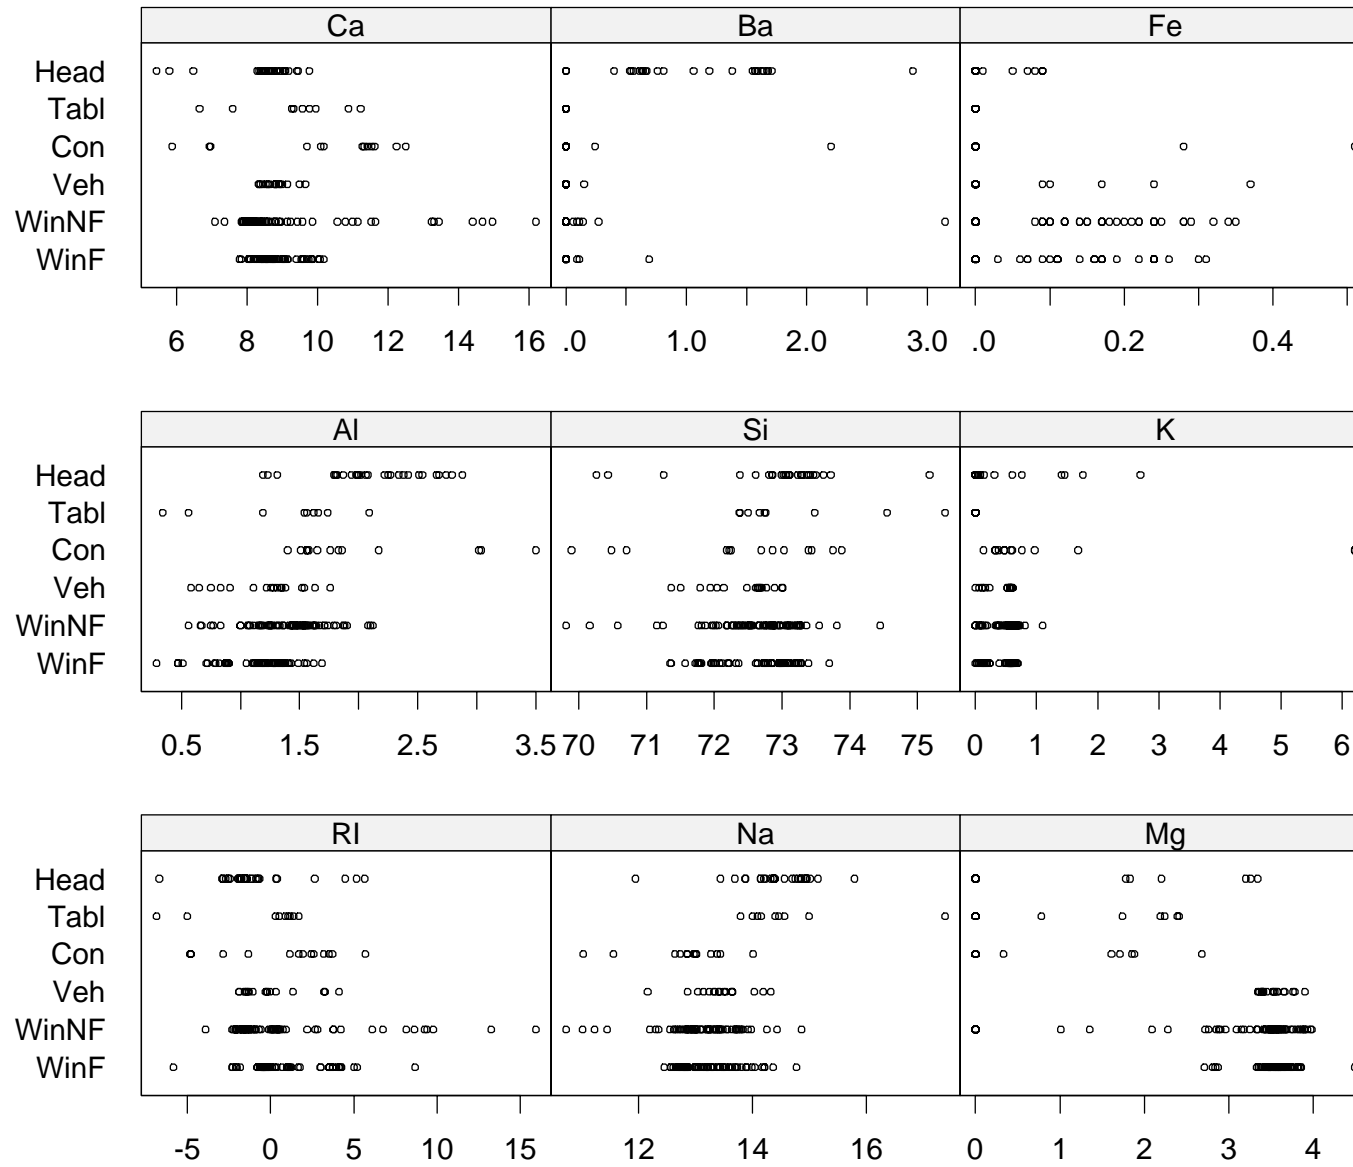 Ca Ba Fe
Head
Tabl
Con
Veh
WinNF
WinF
6 8 10 12 14 16 .0 1.0 2.0 3.0 .0 0.2 0.4
Al Si K
Head
Tabl
Con
Veh
WinNF
WinF
0.5 1.5 2.5 3.5 70 71 72 73 74 75 0 1 2 3 4 5 6
RI Na Mg
Head
Tabl
Con
Veh
WinNF
WinF
-5 0 5 10 15 12 14 16 0 1 2 3 4